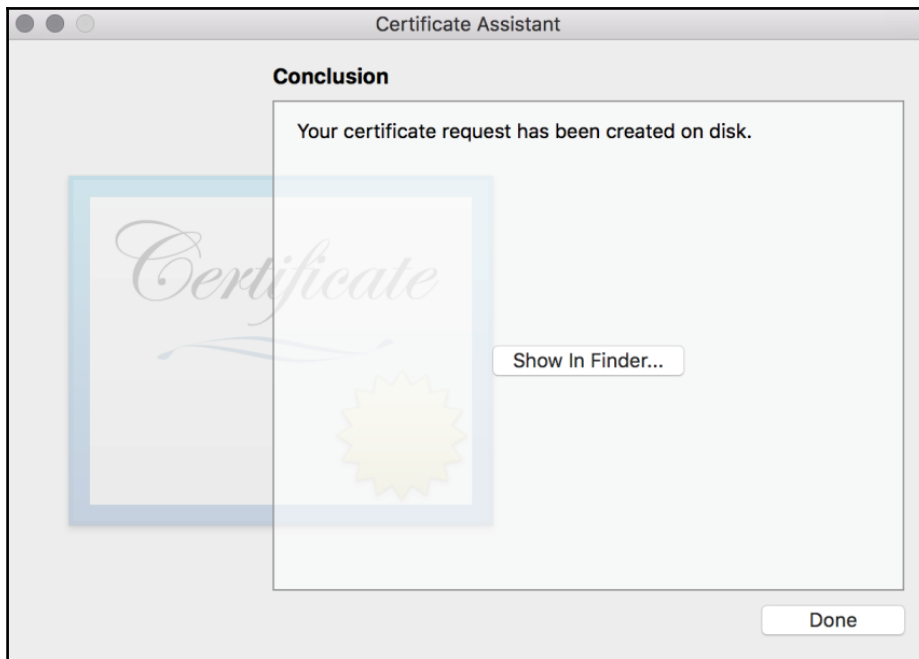 Certificate Assistant
Conclusion
Your certificate request has been created on disk.
Certificate
Show In Finder...
Done